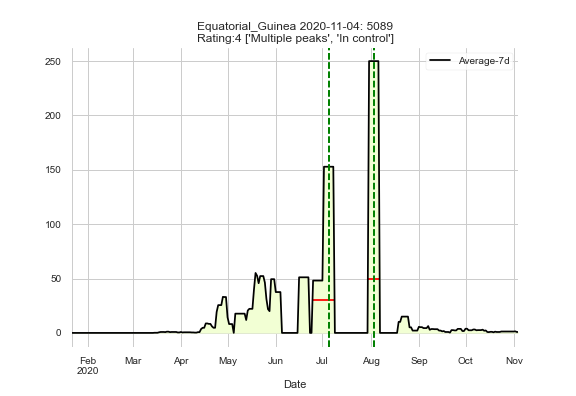 Equatorial_Guinea 2020-11-04: 5089
Rating:4 ['Multiple peaks', 'In control']
Average-7d
250
200
150
100
50
0
Feb Mar Apr May Jun Jul Aug Sep Oct Nov
2020
Date